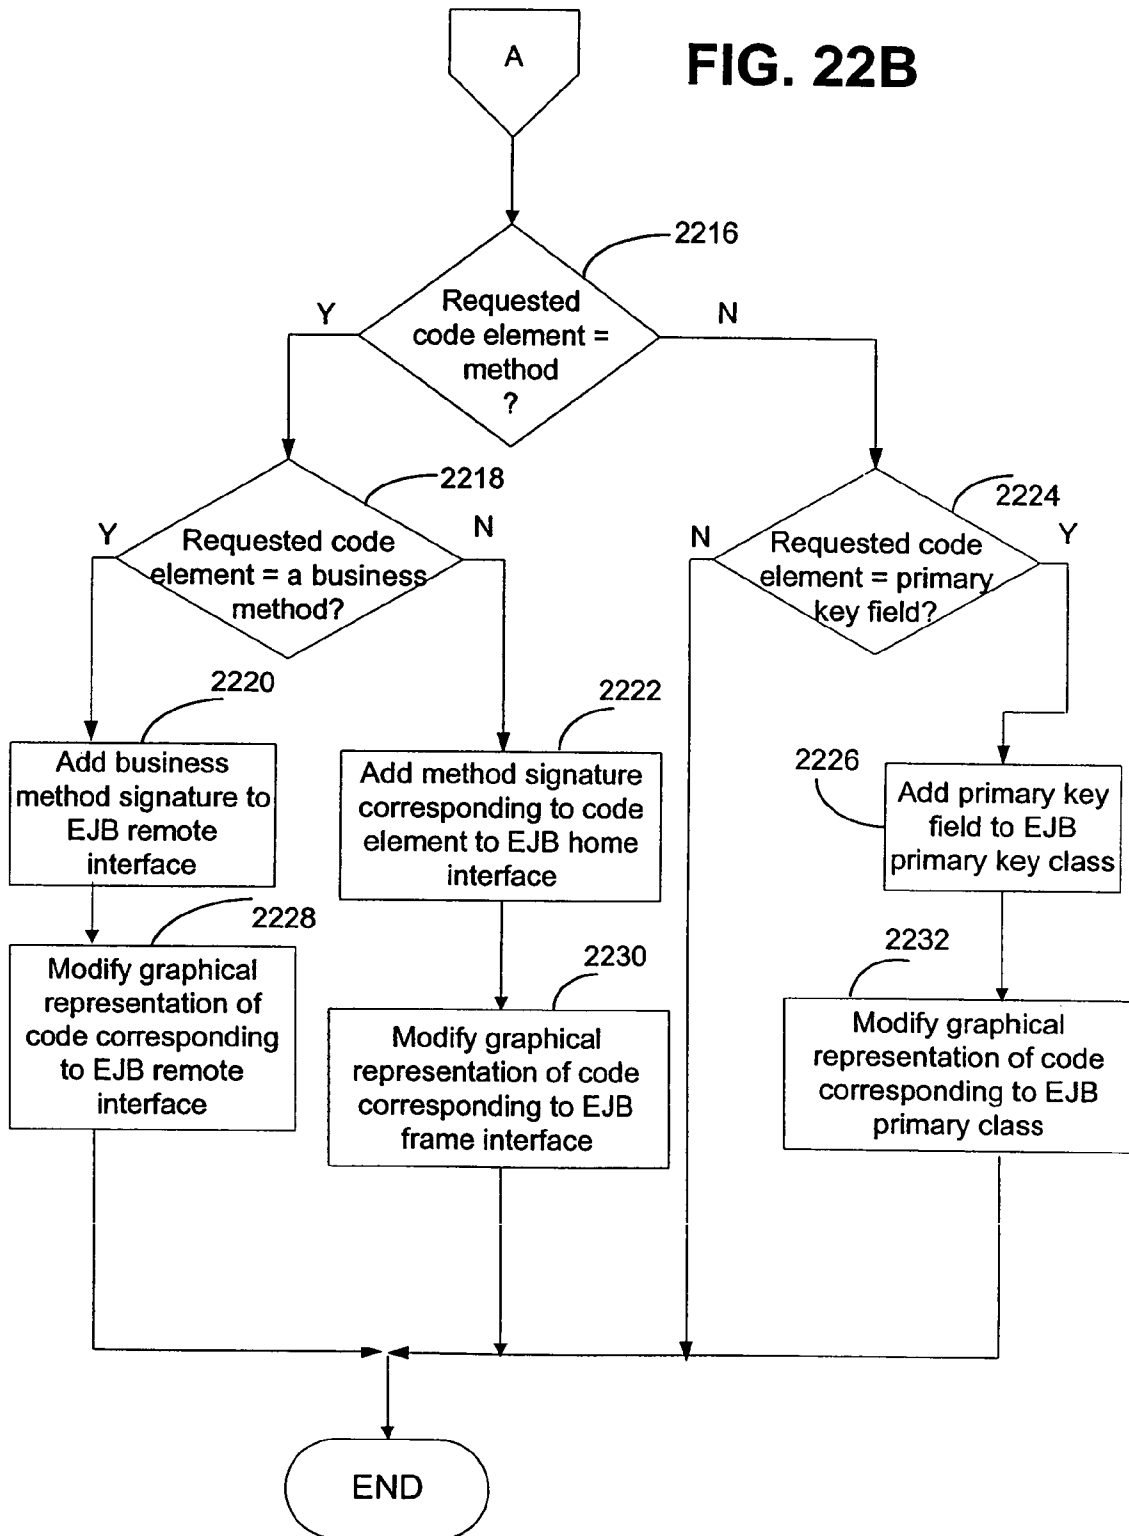 A
FIG. 22B
2216
Y
N
Requested
code element =
method
?
2218
2224
Y
N
N
Y
Requested code
element = a business
method?
Requested code
element = primary
key field?
2220
2222
2226
Add business
method signature to
EJB remote
interface
Add method signature
corresponding to code
element to EJB home
interface
Add primary key
field to EJB
primary key class
2228
2230
2232
Modify graphical
representation of
code corresponding
to EJB remote
interface
Modify graphical
representation of code
corresponding to EJB
frame interface
Modify graphical
representation of code
corresponding to EJB
primary class
END